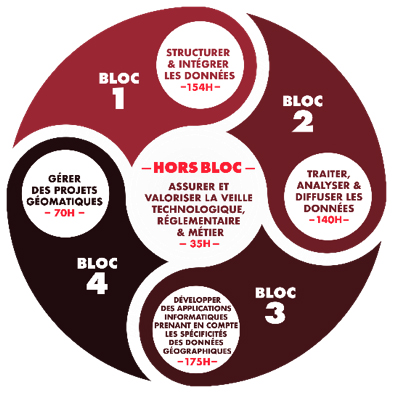 BLOC
1
STRUCTURER
& INTÉGRER
LES DONNÉES
–154H–
BLOC
2
TRAITER,
ANALYSER &
DIFFUSER LES
DONNÉES
–140H–
BLOC
3
DÉVELOPPER
DES APPLICATIONS
INFORMATIQUES
PRENANT EN COMPTE
LES SPÉCIFICITÉS
DES DONNÉES
GÉOGRAPHIQUES
–175H–
BLOC
4
GÉRER
DES PROJETS
GÉOMATIQUES
– 70H –
–HORS BLOC–
ASSURER ET
VALORISER LA VEILLE
TECHNOLOGIQUE,
RÉGLEMENTAIRE
& MÉTIER
– 35H –